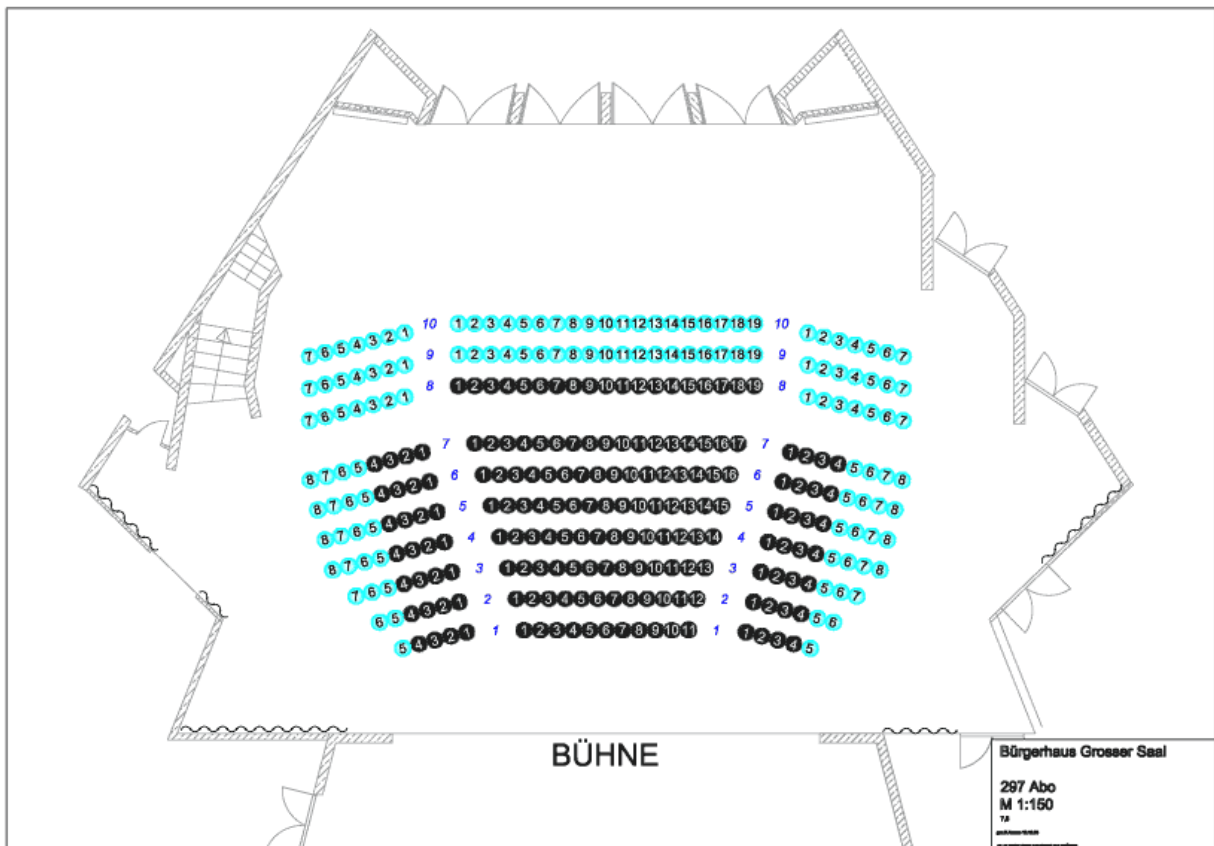 7 6 5 4 3 2 1 10 1 2 3 4 5 6 7 8 9 10 11 12 13 14 15 16 17 18 19 10 1 2 3 4 5 6 7
7 6 5 4 3 2 1 9 1 2 3 4 5 6 7 8 9 10 11 12 13 14 15 16 17 18 19 9 1 2 3 4 5 6 7
7 6 5 4 3 2 1 8 1 2 3 4 5 6 7 8 9 10 11 12 13 14 15 16 17 18 19 8 1 2 3 4 5 6 7
8 7 6 5 4 3 2 1 7 1 2 3 4 5 6 7 8 9 10 11 12 13 14 15 16 17 7 1 2 3 4 5 6 7 8
8 7 6 5 4 3 2 1 6 1 2 3 4 5 6 7 8 9 10 11 12 13 14 15 16 6 1 2 3 4 5 6 7 8
8 7 6 5 4 3 2 1 5 1 2 3 4 5 6 7 8 9 10 11 12 13 14 15 5 1 2 3 4 5 6 7 8
8 7 6 5 4 3 2 1 4 1 2 3 4 5 6 7 8 9 10 11 12 13 14 4 1 2 3 4 5 6 7 8
7 6 5 4 3 2 1 3 1 2 3 4 5 6 7 8 9 10 11 12 13 3 1 2 3 4 5 6 7
6 5 4 3 2 1 2 1 2 3 4 5 6 7 8 9 10 11 12 2 1 2 3 4 5 6
5 4 3 2 1 1 1 2 3 4 5 6 7 8 9 10 11 1 1 2 3 4 5
BÜHNE
Bürgerhaus Grosser Saal
297 Abo
M 1:150